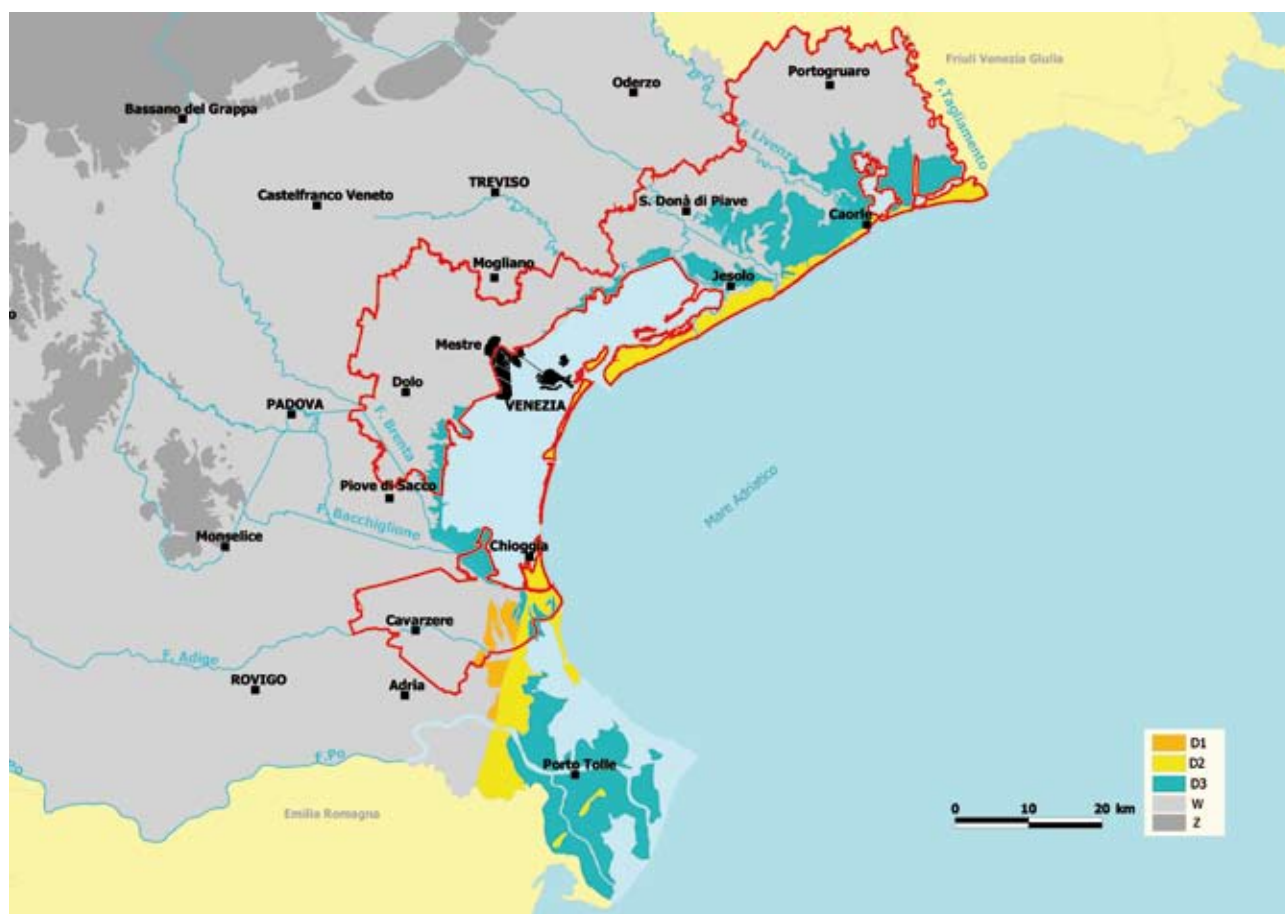 Friuli Venezia Giulia
Portogruaro
Oderzo
F. Tagliamento
Bassano del Grappa
F. Livenza
TREVISO
Castelfranco Veneto
S. Donà di Piave
Caorle
Mogliano
Jesolo
Mestre
Dolo
PADOVA
VENEZIA
F. Brenta
Mare Adriatico
Piove di Sacco
F. Bacchiglione
Monselice
Chioggia
Cavarzere
F. Adige
ROVIGO
Adria
F.Po
Porto Tolle
Emilia Romagna
D1
D2
D3
W
Z
0 10 20 km